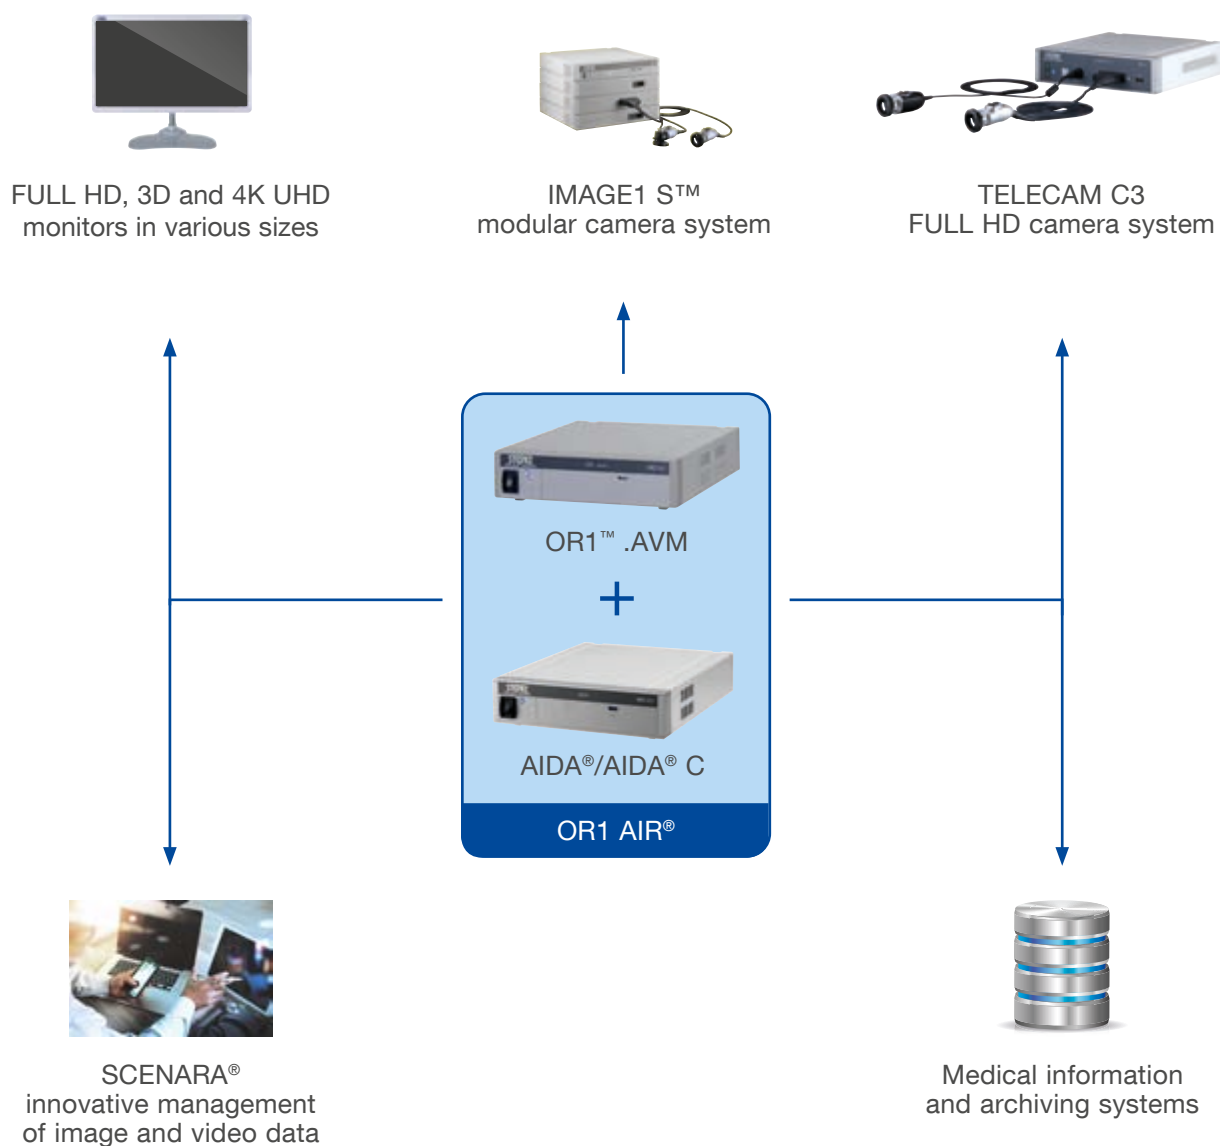 FULL HD, 3D and 4K UHD
monitors in various sizes
IMAGE1 S™
modular camera system
TELECAM C3
FULL HD camera system
STORZ
OR1™ .AVM
+
STORZ
AIDA®/AIDA® C
OR1 AIR®
SCENARA®
innovative management
of image and video data
Medical information
and archiving systems